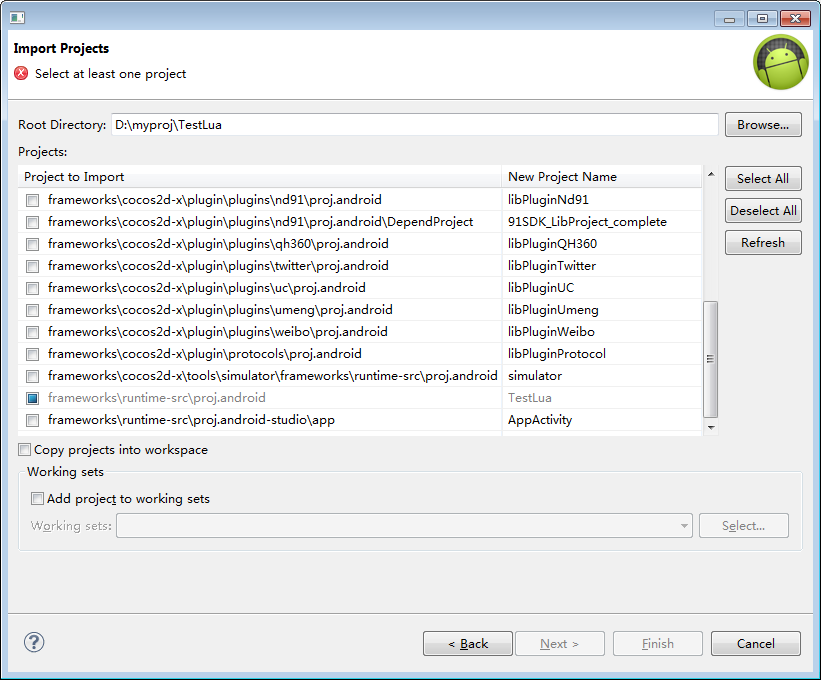 Import Projects
Select at least one project
Root Directory: D:\myproj\TestLua Browse...
Projects:
Project to Import New Project Name Select All
frameworks\cocos2d-x\plugin\plugins\nd91\proj.android libPluginNd91
frameworks\cocos2d-x\plugin\plugins\nd91\proj.android\DependProject 91SDK_LibProject_complete Deselect All
frameworks\cocos2d-x\plugin\plugins\qh360\proj.android libPluginQH360 Refresh
frameworks\cocos2d-x\plugin\plugins\twitter\proj.android libPluginTwitter
frameworks\cocos2d-x\plugin\plugins\uc\proj.android libPluginUC
frameworks\cocos2d-x\plugin\plugins\umeng\proj.android libPluginUmeng
frameworks\cocos2d-x\plugin\plugins\weibo\proj.android libPluginWeibo
frameworks\cocos2d-x\plugin\protocols\proj.android libPluginProtocol
frameworks\cocos2d-x\tools\simulator\frameworks\runtime-src\proj.android simulator
frameworks\runtime-src\proj.android TestLua
frameworks\runtime-src\proj.android-studio\app AppActivity
Copy projects into workspace
Working sets
Add project to working sets
Working sets: Select...
? < Back Next > Finish Cancel